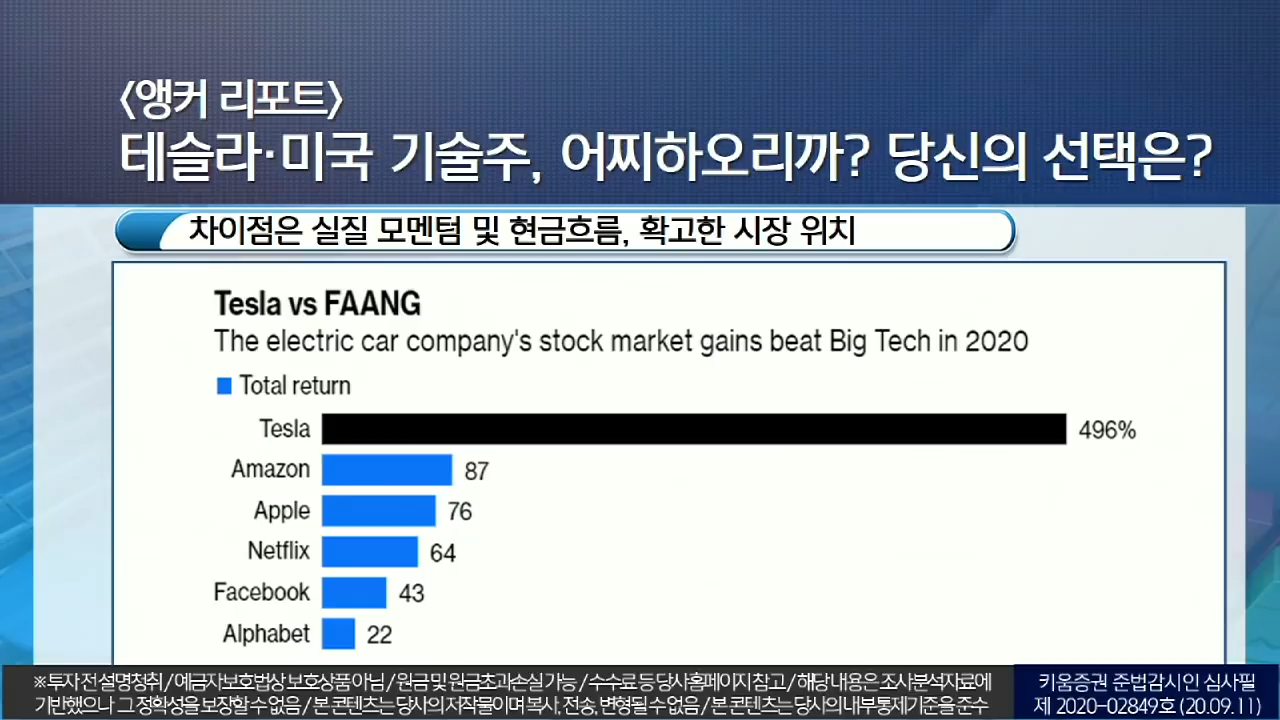 〈앵커 리포트〉
테슬라·미국 기술주, 어찌하오리까? 당신의 선택은?
차이점은 실질 모멘텀 및 현금흐름, 확고한 시장 위치
Tesla vs FAANG
The electric car company's stock market gains beat Big Tech in 2020
Total return
Tesla 496%
Amazon 87
Apple 76
Netflix 64
Facebook 43
Alphabet 22
※ 투자 전 설명청취 / 예금자보호법상 보호상품 아님 / 원금 및 원금초과손실 가능 / 수수료 등 당사홈페이지 참고 / 해당 내용은 조사분석자료에
기반했으나 그 정확성을 보장할 수 없음 / 본 콘텐츠는 당사의 저작물이며 복사, 전송, 변형될 수 없음 / 본 콘텐츠는 당사의 내부통제기준을 준수
키움증권 준법감시인 심사필
제 2020-02849호 (20.09.11)